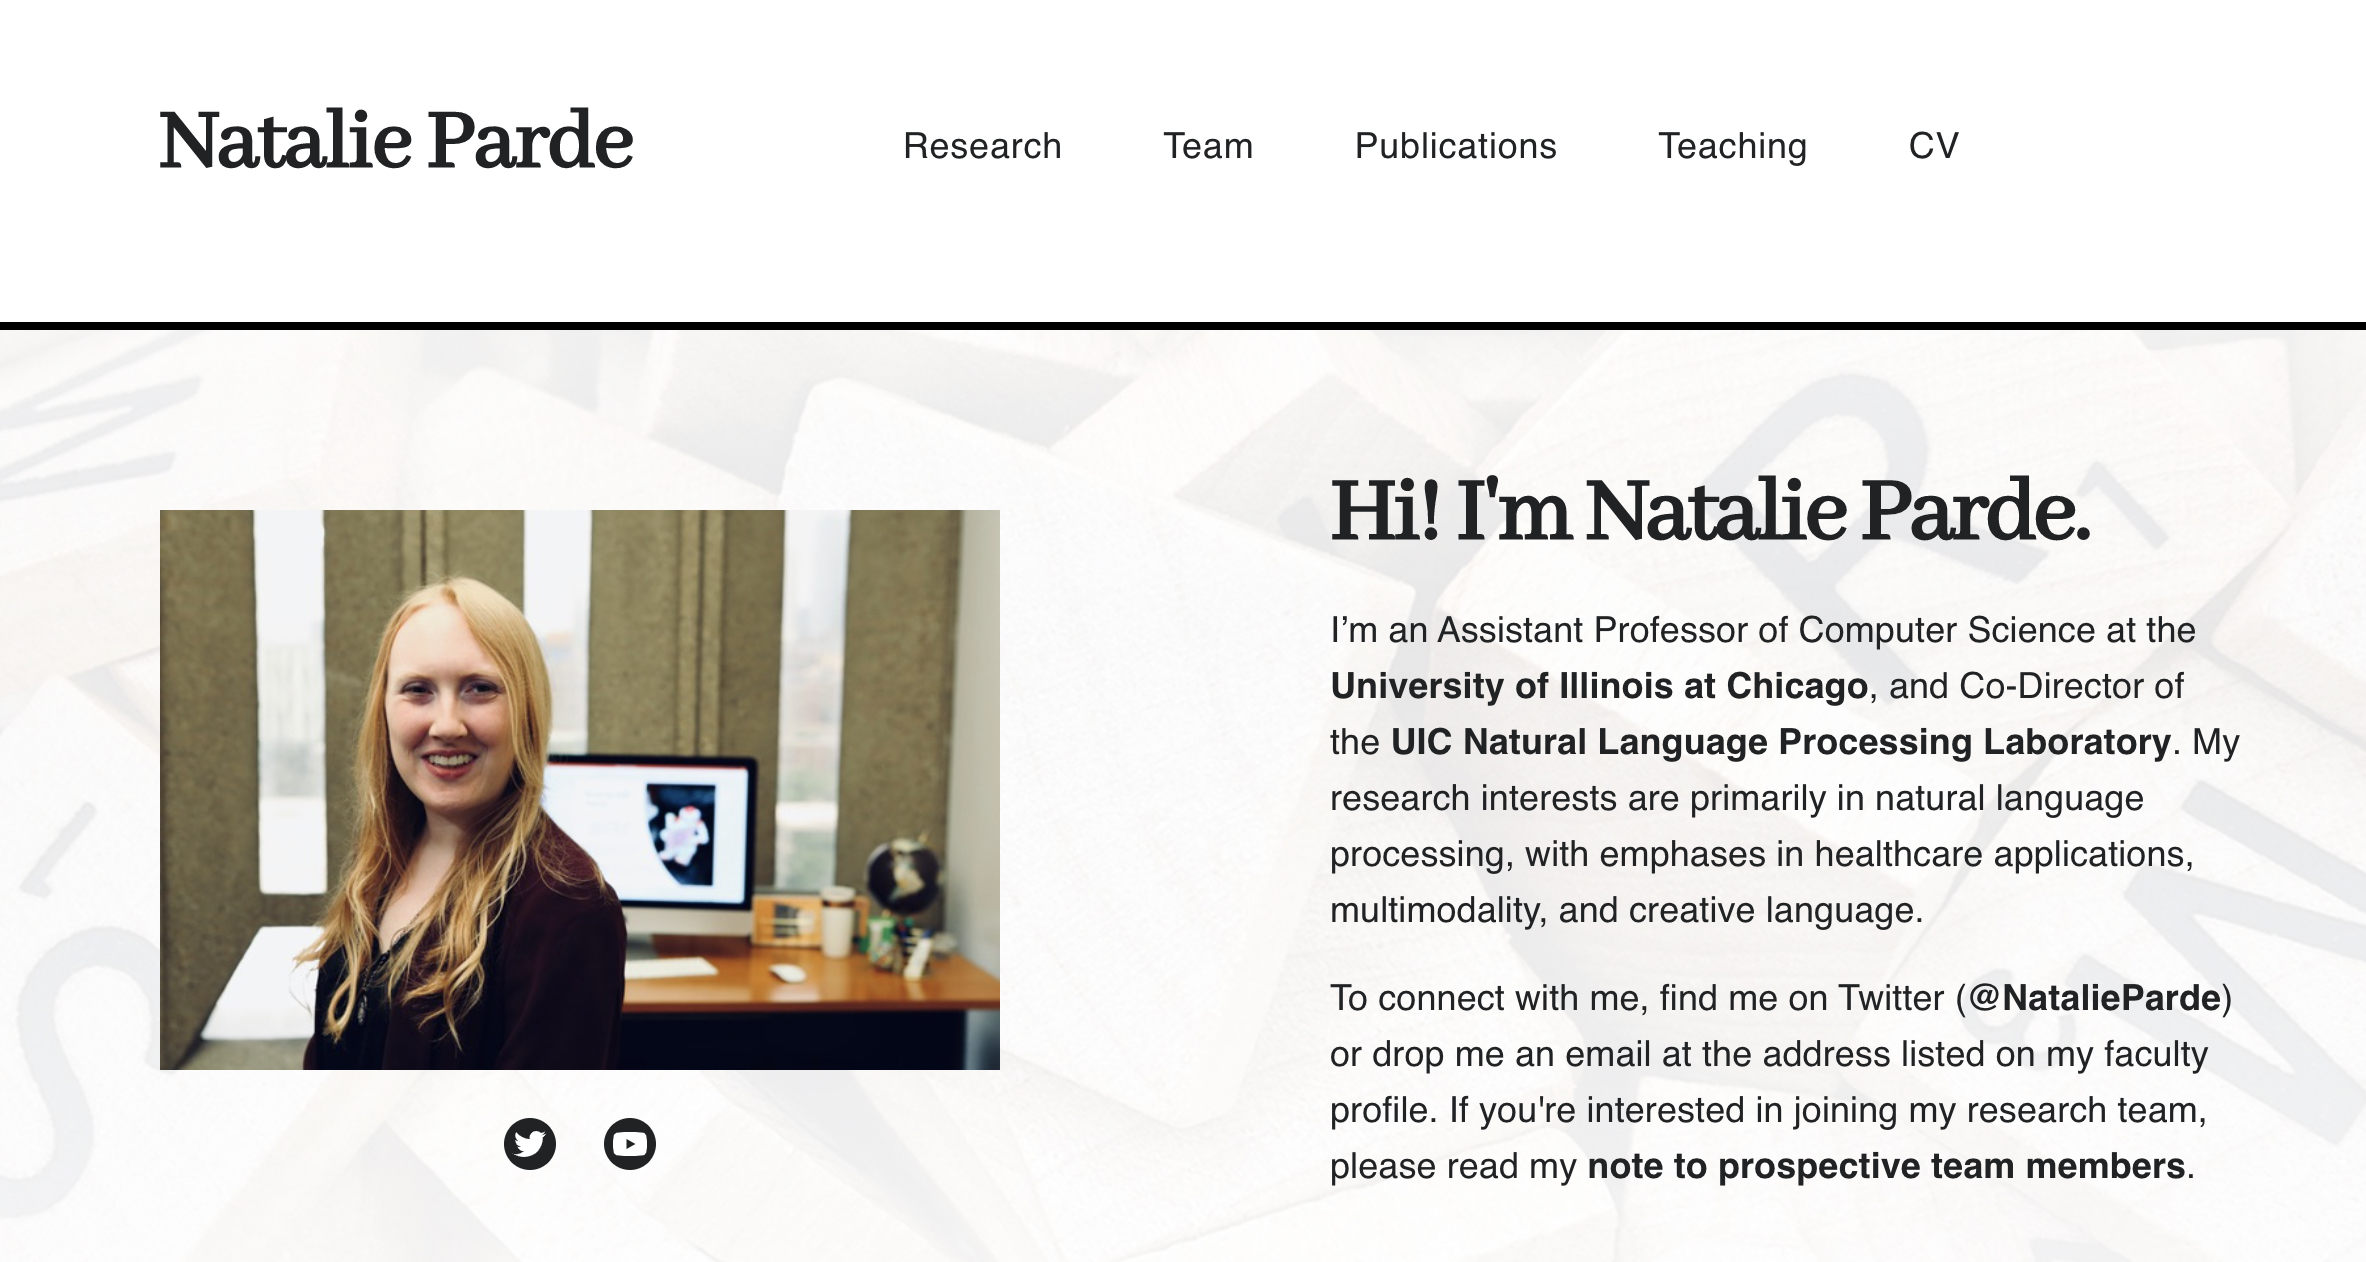 Natalie Parde
Research Team Publications Teaching CV
Hi! I'm Natalie Parde.
I’m an Assistant Professor of Computer Science at the
University of Illinois at Chicago, and Co-Director of
the UIC Natural Language Processing Laboratory. My
research interests are primarily in natural language
processing, with emphases in healthcare applications,
multimodality, and creative language.
To connect with me, find me on Twitter (@NatalieParde)
or drop me an email at the address listed on my faculty
profile. If you're interested in joining my research team,
please read my note to prospective team members.